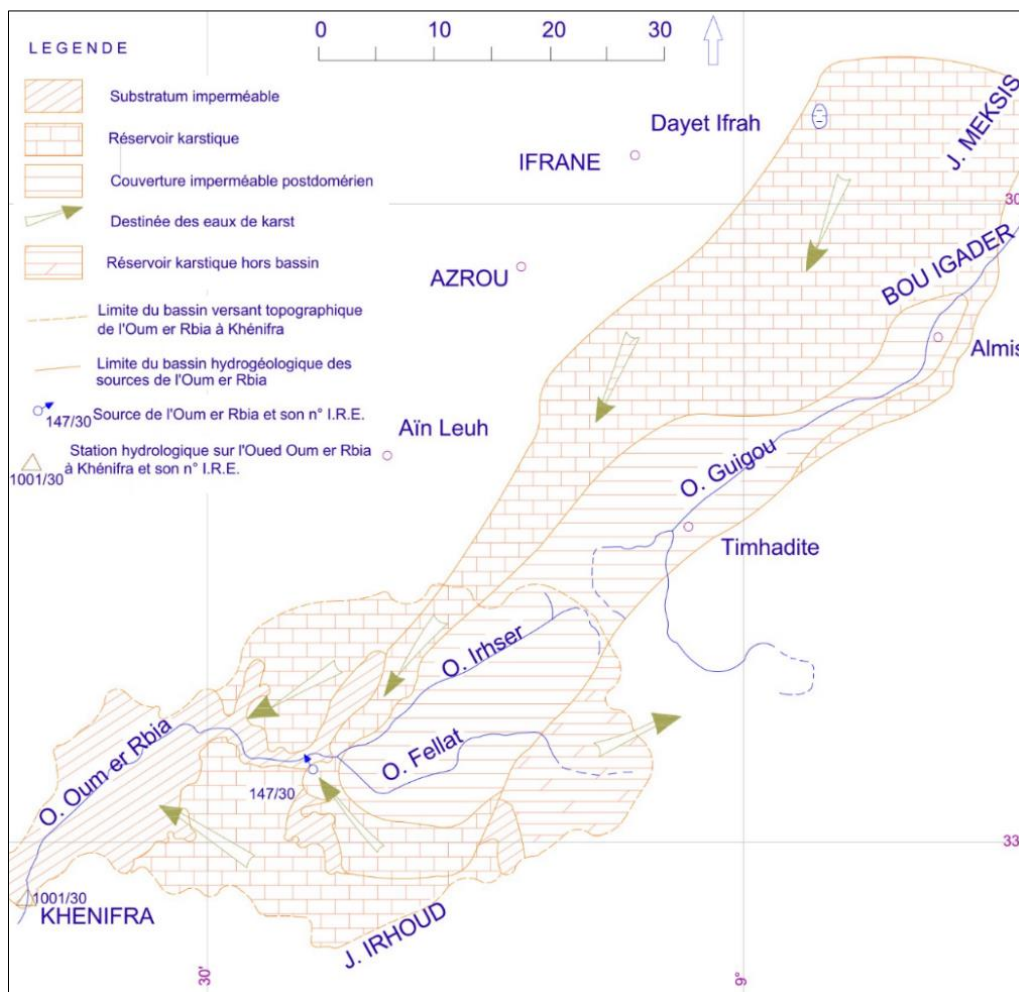 LEGENDE
0 10 20 30
Substratum imperméable
Réservoir karstique
Couverture imperméable postdomérien
Destinée des eaux de karst
Réservoir karstique hors bassin
Limite du bassin versant topographique
de l'Oum er Rbia à Khénifra
Limite du bassin hydrogéologique des
sources de l'Oum er Rbia
147/30 Source de l'Oum er Rbia et son n° I.R.E.
Station hydrologique sur l'Oued Oum er Rbia
à Khénifra et son n° I.R.E.
1001/30
Dayet Ifrah
IFRANE
J. MEKSIS
30
AZROU
BOU IGADER
Almis
Aïn Leuh
O. Guigou
Timhadite
O. Irhser
O. Fellat
O. Oum er Rbia
147/30
33
1001/30
KHENIFRA
J. IRHOUD
30'
9°